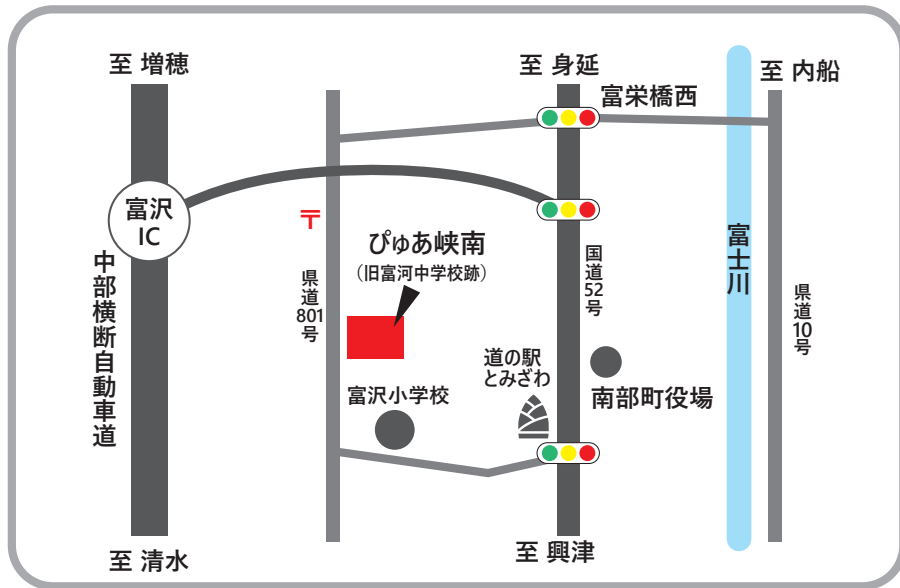 至 増穂
至 身延
至 内船
富栄橋西
富沢
IC
〒
ぴゅあ峡南
（旧富河中学校跡）
中部横断自動車道
県道801号
国道52号
富士川
県道10号
道の駅
とみざわ
富沢小学校
南部町役場
至 清水
至 興津